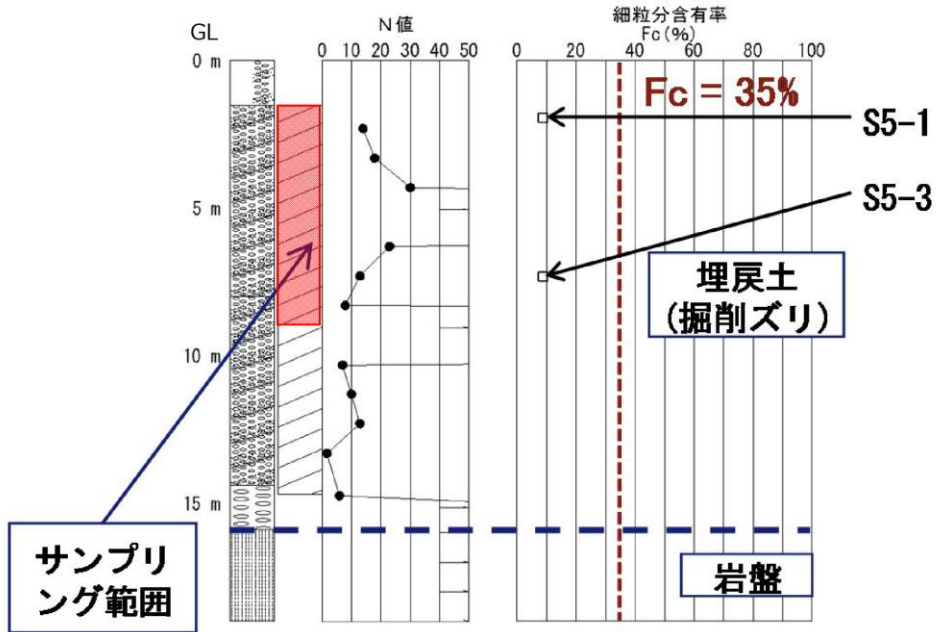 GL
N値
0 10 20 30 40 50
細粒分含有率
Fc(%)
0 20 40 60 80 100
0 m
Fc = 35%
S5-1
5 m
S5-3
埋戻土
(掘削ズリ)
10 m
15 m
サンプリ
ング範囲
岩盤